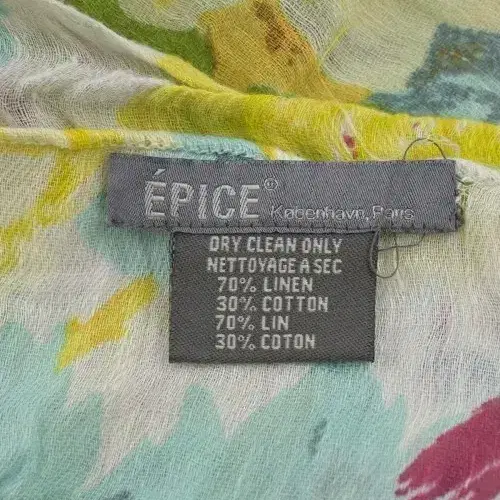 ÉPICE® København, Paris
DRY CLEAN ONLY
NETTOYAGE A SEC
70% LINEN
30% COTTON
70% LIN
30% COTON